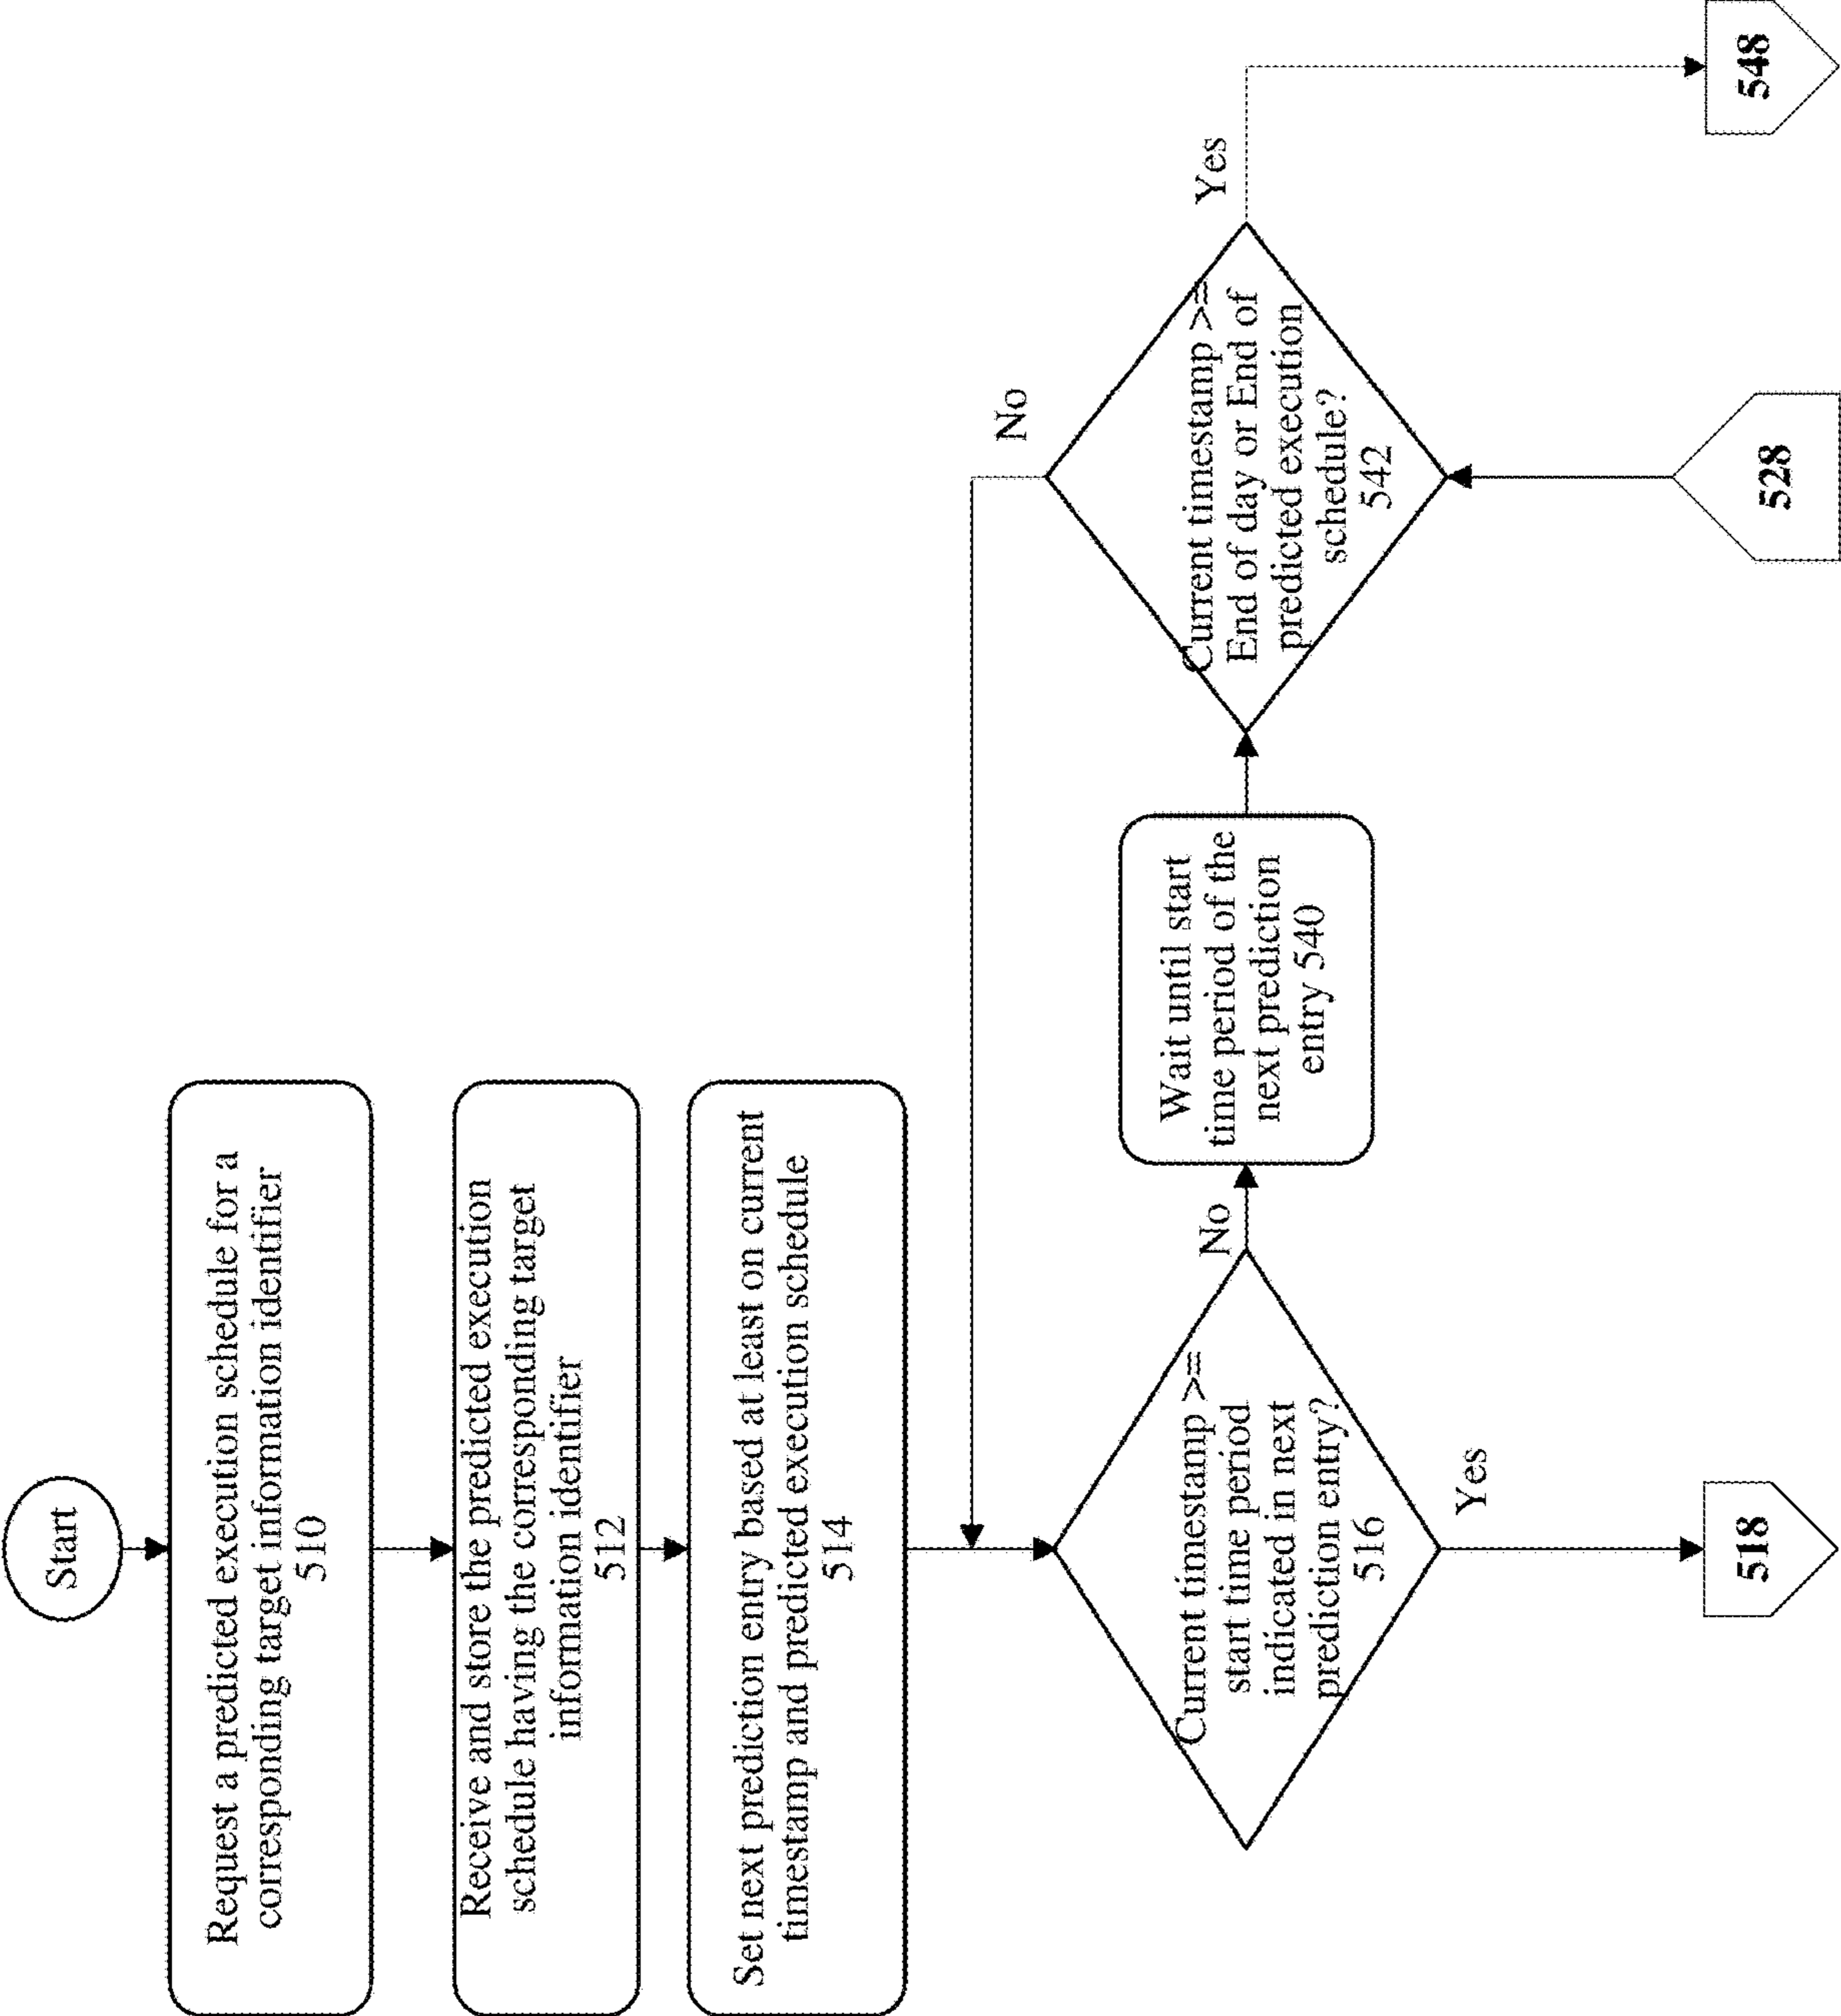 Start
Request a predicted execution schedule for a
corresponding target information identifier
510
Receive and store the predicted execution
schedule having the corresponding target
information identifier
512
Set next prediction entry based at least on current
timestamp and predicted execution schedule
514
Current timestamp >=
start time period
indicated in next
prediction entry?
516
No
Yes
518
Wait until start
time period of the
next prediction
entry 540
Current timestamp >=
End of day or End of
predicted execution
schedule?
542
No
Yes
528
548